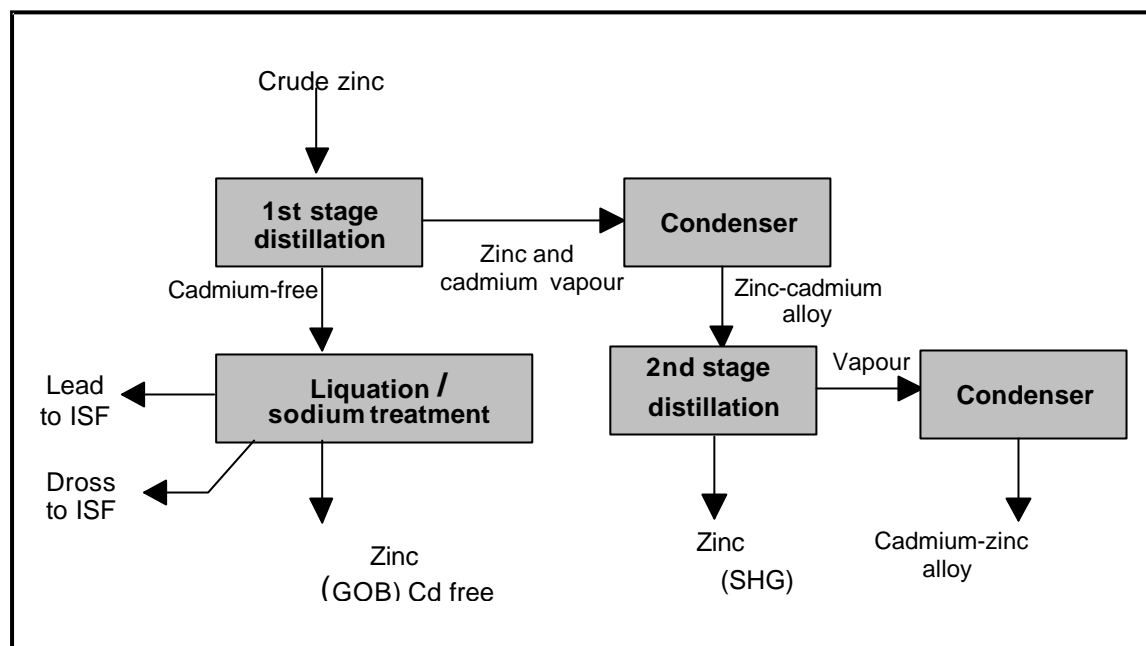 Crude zinc
1st stage
distillation
Condenser
Zinc and
cadmium vapour
Cadmium-free
Zinc-cadmium
alloy
Liquation /
sodium treatment
2nd stage
distillation
Vapour
Condenser
Lead
to ISF
Dross
to ISF
Zinc
(GOB) Cd free
Zinc
(SHG)
Cadmium-zinc
alloy